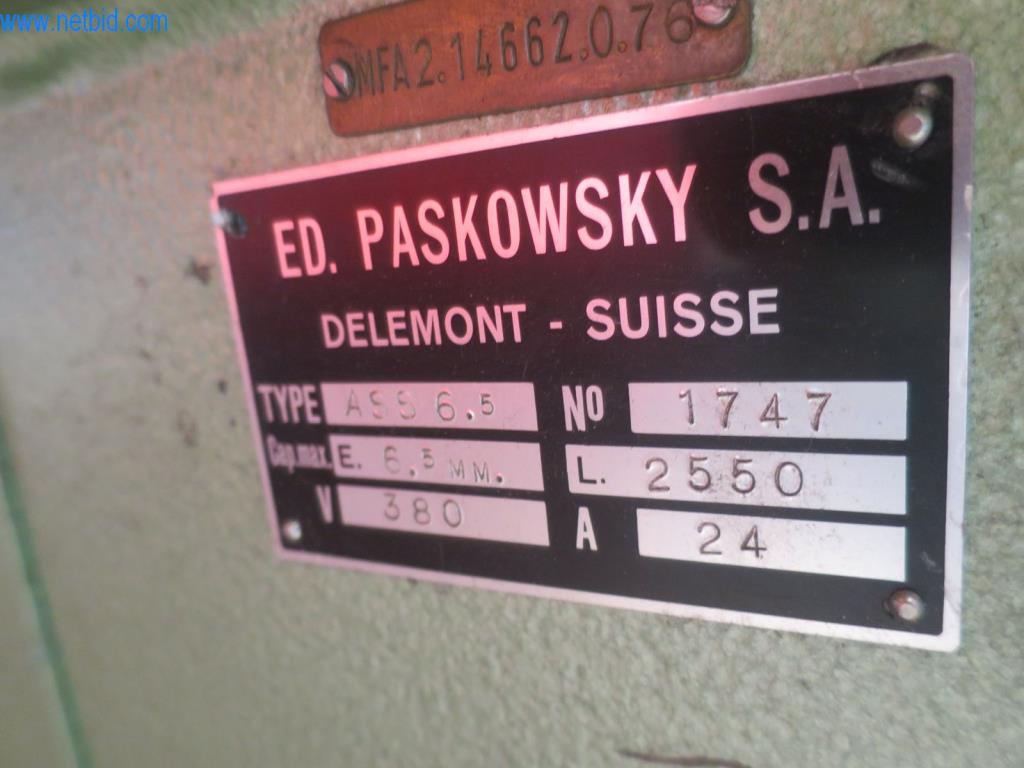 www.netbid.com
MFA2.14662.0.76
ED. PASKOWSKY S.A.
DELEMONT - SUISSE
TYPE ASS 6.5 No 1747
Cap.max. E. 6.5 MM. L. 2550
V 380 A 24